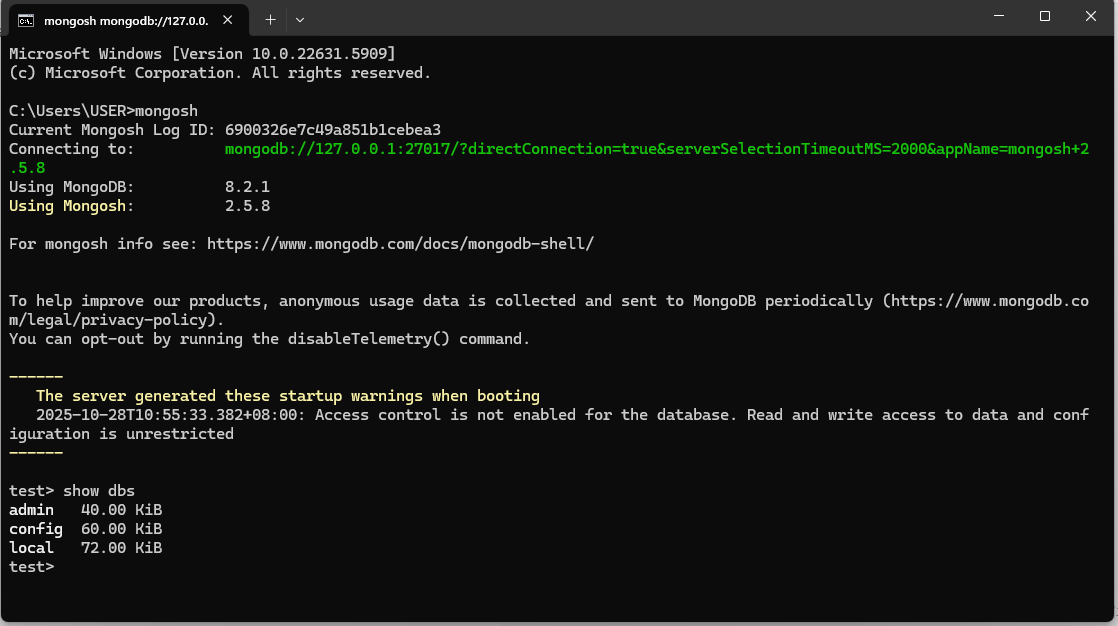 mongosh mongodb://127.0.0.
Microsoft Windows [Version 10.0.22631.5909]
(c) Microsoft Corporation. All rights reserved.
C:\Users\USER>mongosh
Current Mongosh Log ID: 6900326e7c49a851b1cebea3
Connecting to:          mongodb://127.0.0.1:27017/?directConnection=true&serverSelectionTimeoutMS=2000&appName=mongosh+2
.5.8
Using MongoDB:          8.2.1
Using Mongosh:          2.5.8
For mongosh info see: https://www.mongodb.com/docs/mongodb-shell/
To help improve our products, anonymous usage data is collected and sent to MongoDB periodically (https://www.mongodb.co
m/legal/privacy-policy).
You can opt-out by running the disableTelemetry() command.
------
The server generated these startup warnings when booting
2025-10-28T10:55:33.382+08:00: Access control is not enabled for the database. Read and write access to data and conf
iguration is unrestricted
------
test> show dbs
admin   40.00 KiB
config  60.00 KiB
local   72.00 KiB
test>